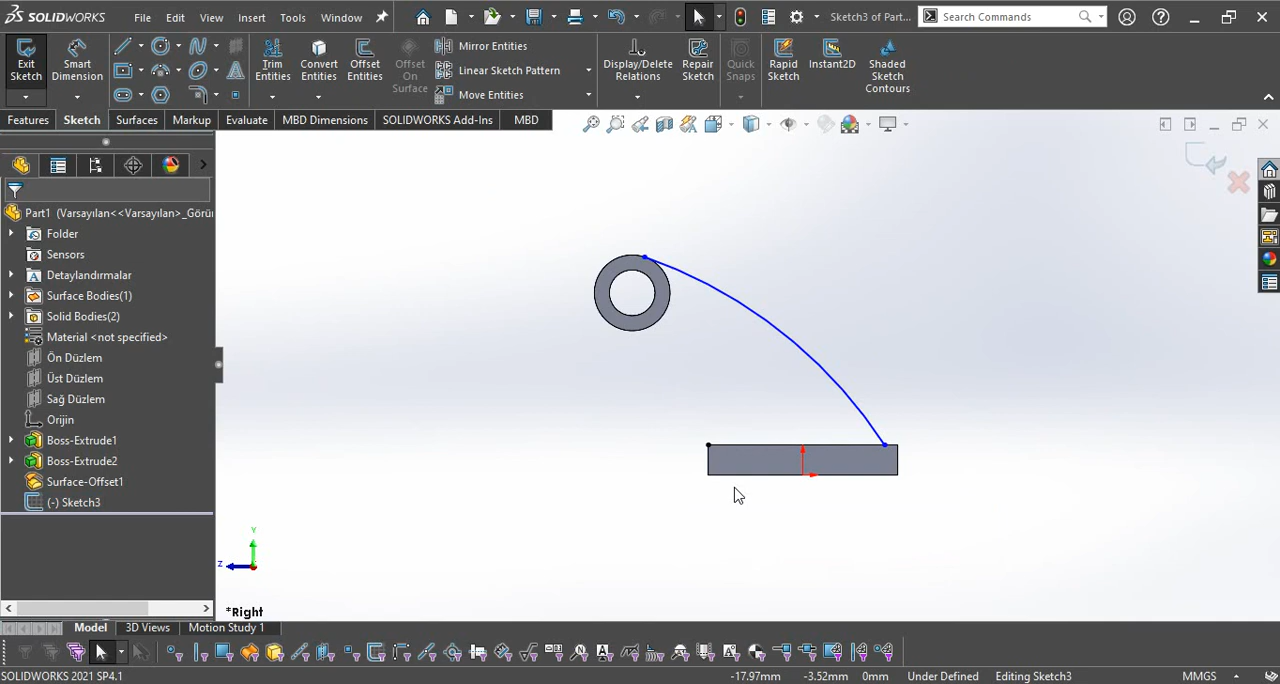 SOLIDWORKS File Edit View Insert Tools Window Sketch3 of Part... Search Commands
Exit Sketch
Smart Dimension
Trim Entities
Convert Entities
Offset Entities
Offset On Surface
Mirror Entities
Linear Sketch Pattern
Move Entities
Display/Delete Relations
Repair Sketch
Quick Snaps
Rapid Sketch
Instant2D
Shaded Sketch Contours
Features Sketch Surfaces Markup Evaluate MBD Dimensions SOLIDWORKS Add-Ins MBD
Part1 (Varsayılan<<Varsayılan>_Görün
Folder
Sensors
Detaylandırmalar
Surface Bodies(1)
Solid Bodies(2)
Material <not specified>
Ön Düzlem
Üst Düzlem
Sağ Düzlem
Orijin
Boss-Extrude1
Boss-Extrude2
Surface-Offset1
(-) Sketch3
Y
Z
*Right
Model 3D Views Motion Study 1
SOLIDWORKS 2021 SP4.1 -17.97mm -3.52mm 0mm Under Defined Editing Sketch3 MMGS